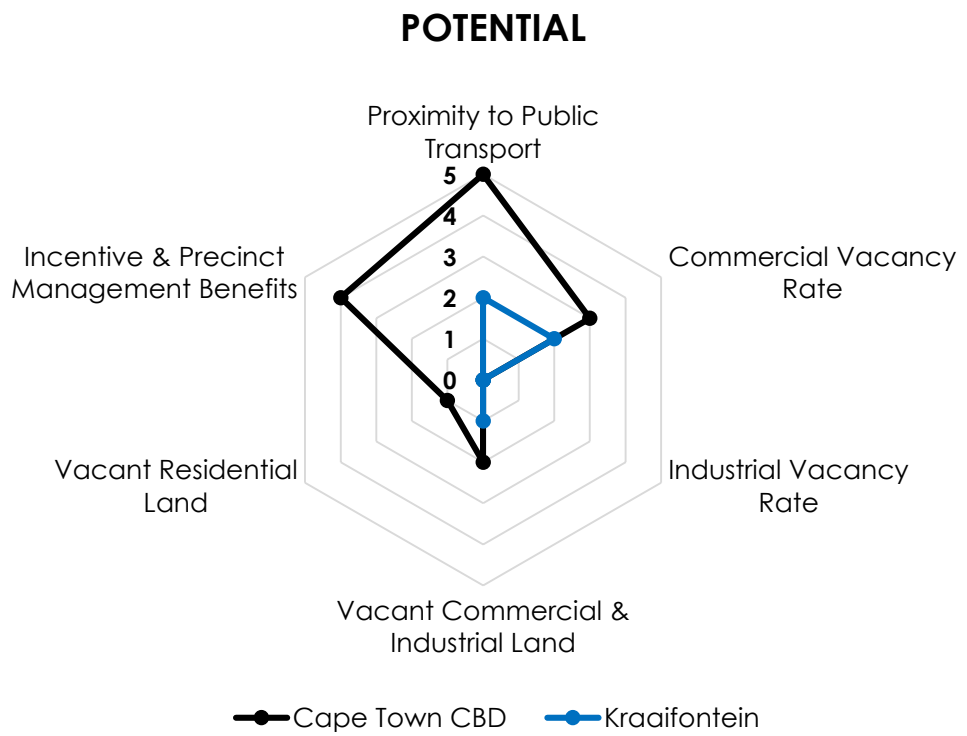 POTENTIAL
Proximity to Public
Transport
5
4
3
2
1
0
Incentive & Precinct
Management Benefits
Commercial Vacancy
Rate
Vacant Residential
Land
Industrial Vacancy
Rate
Vacant Commercial &
Industrial Land
Cape Town CBD
Kraaifontein